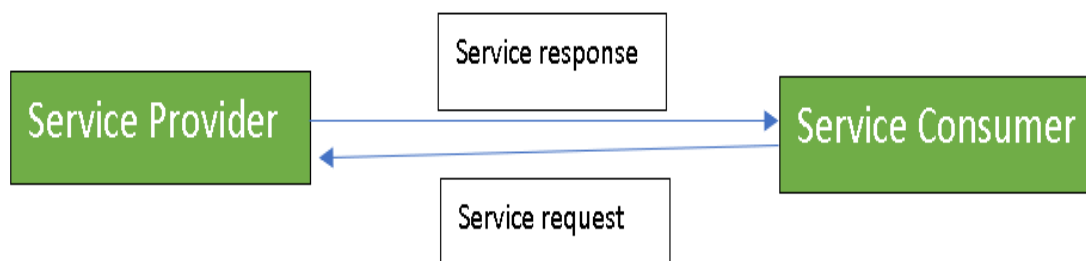 Service response
Service Provider
Service Consumer
Service request